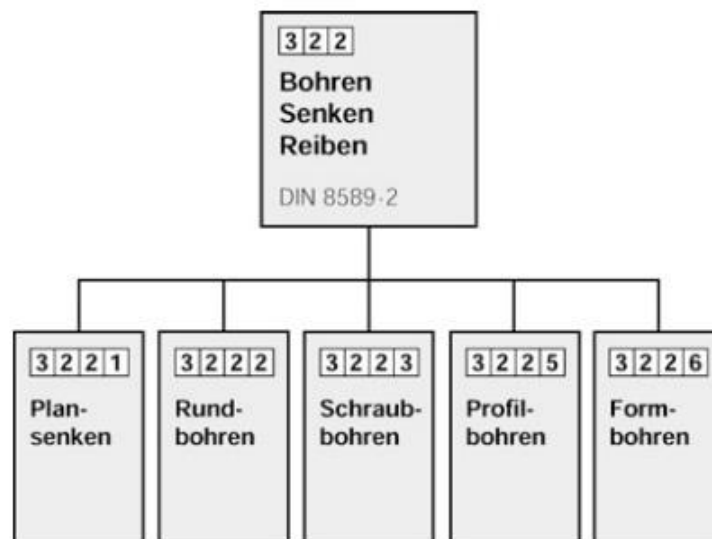 322
Bohren
Senken
Reiben
DIN 8589-2
3221
Plan-
senken
3222
Rund-
bohren
3223
Schraub-
bohren
3225
Profil-
bohren
3226
Form-
bohren